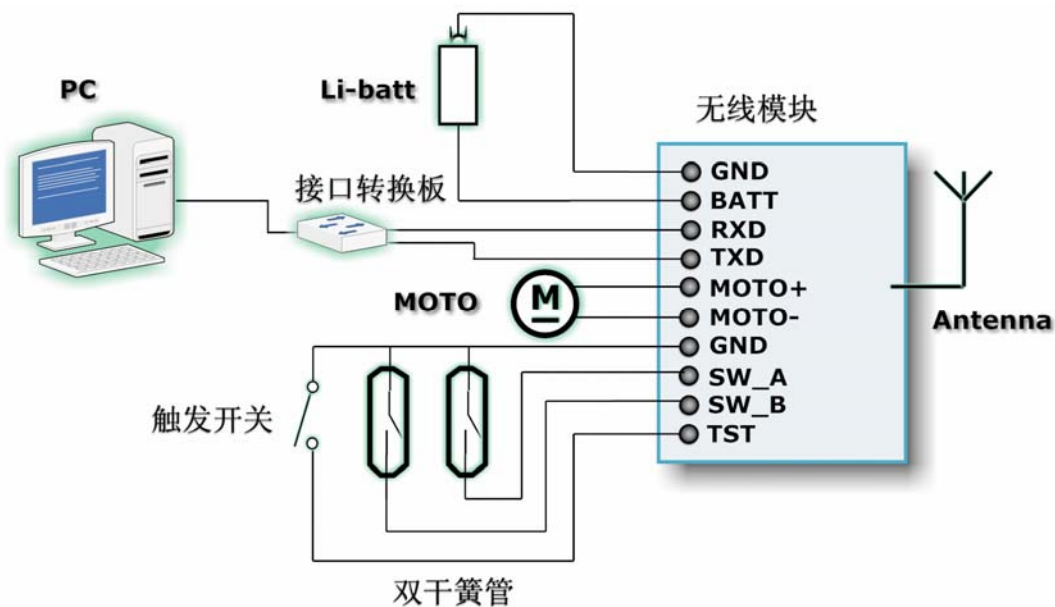 PC
Li-batt
无线模块
接口转换板
GND
BATT
RXD
TXD
MOTO
M
MOTO+
MOTO-
GND
SW_A
SW_B
TST
Antenna
触发开关
双干簧管